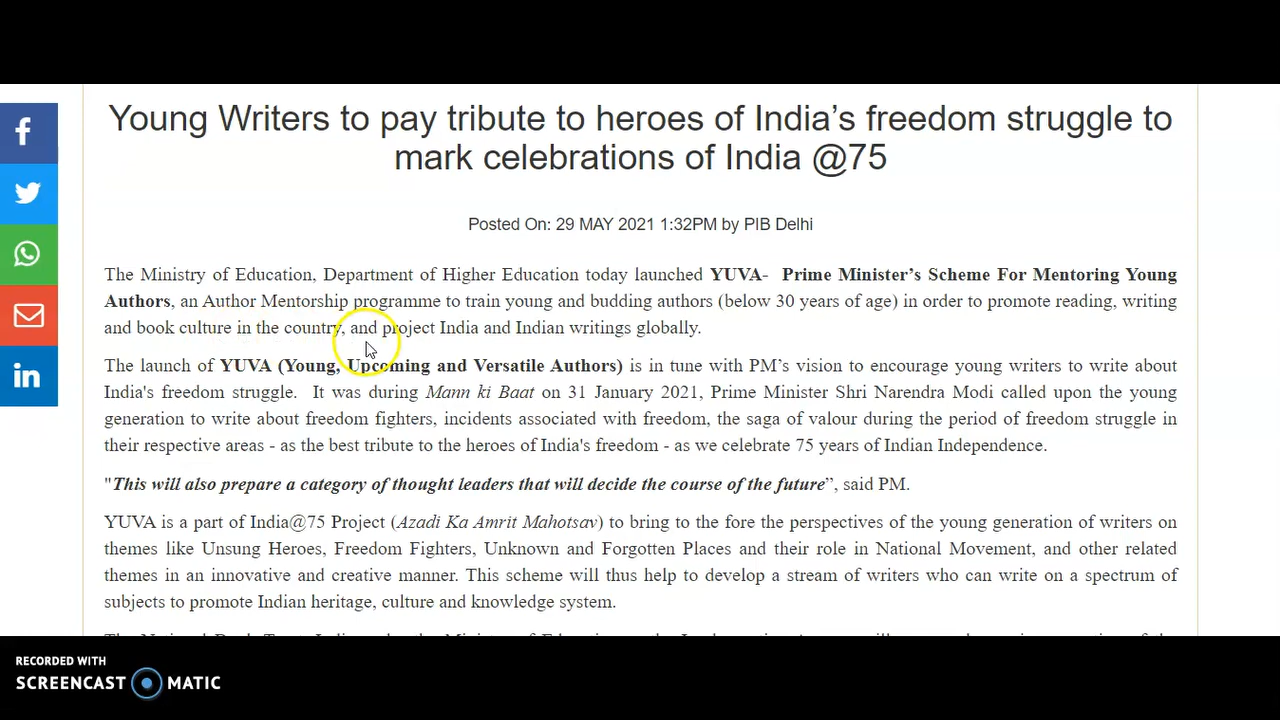 Young Writers to pay tribute to heroes of India's freedom struggle to
mark celebrations of India @75
Posted On: 29 MAY 2021 1:32PM by PIB Delhi
The Ministry of Education, Department of Higher Education today launched YUVA- Prime Minister's Scheme For Mentoring Young
Authors, an Author Mentorship programme to train young and budding authors (below 30 years of age) in order to promote reading, writing
and book culture in the country, and project India and Indian writings globally.
The launch of YUVA (Young, Upcoming and Versatile Authors) is in tune with PM's vision to encourage young writers to write about
India's freedom struggle. It was during Mann ki Baat on 31 January 2021, Prime Minister Shri Narendra Modi called upon the young
generation to write about freedom fighters, incidents associated with freedom, the saga of valour during the period of freedom struggle in
their respective areas - as the best tribute to the heroes of India's freedom - as we celebrate 75 years of Indian Independence.
"This will also prepare a category of thought leaders that will decide the course of the future”, said PM.
YUVA is a part of India@75 Project (Azadi Ka Amrit Mahotsav) to bring to the fore the perspectives of the young generation of writers on
themes like Unsung Heroes, Freedom Fighters, Unknown and Forgotten Places and their role in National Movement, and other related
themes in an innovative and creative manner. This scheme will thus help to develop a stream of writers who can write on a spectrum of
subjects to promote Indian heritage, culture and knowledge system.
RECORDED WITH
SCREENCAST MATIC